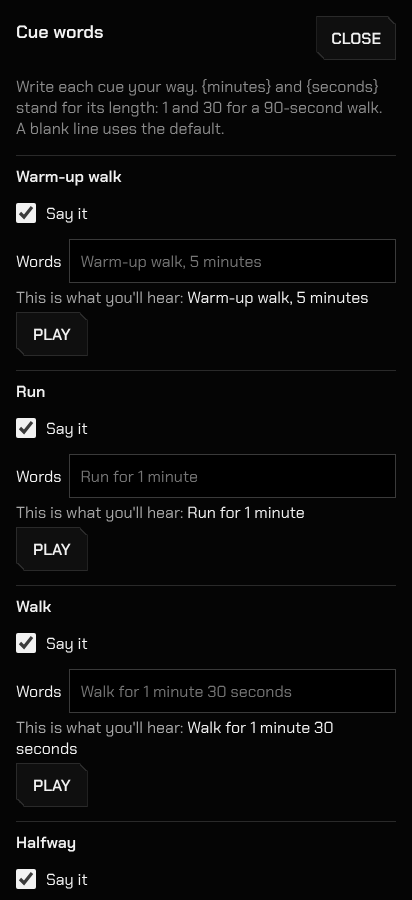 Cue words
CLOSE
Write each cue your way. {minutes} and {seconds}
stand for its length: 1 and 30 for a 90-second walk.
A blank line uses the default.
Warm-up walk
Say it
Words
Warm-up walk, 5 minutes
This is what you'll hear: Warm-up walk, 5 minutes
PLAY
Run
Say it
Words
Run for 1 minute
This is what you'll hear: Run for 1 minute
PLAY
Walk
Say it
Words
Walk for 1 minute 30 seconds
This is what you'll hear: Walk for 1 minute 30
seconds
PLAY
Halfway
Say it